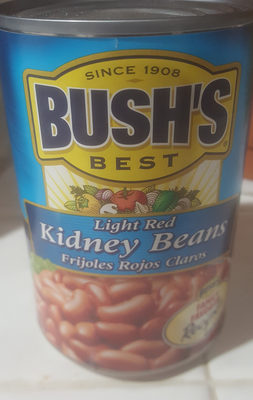 SINCE 1908
BUSH'S
BEST
Light Red
Kidney Beans
Frijoles Rojos Claros